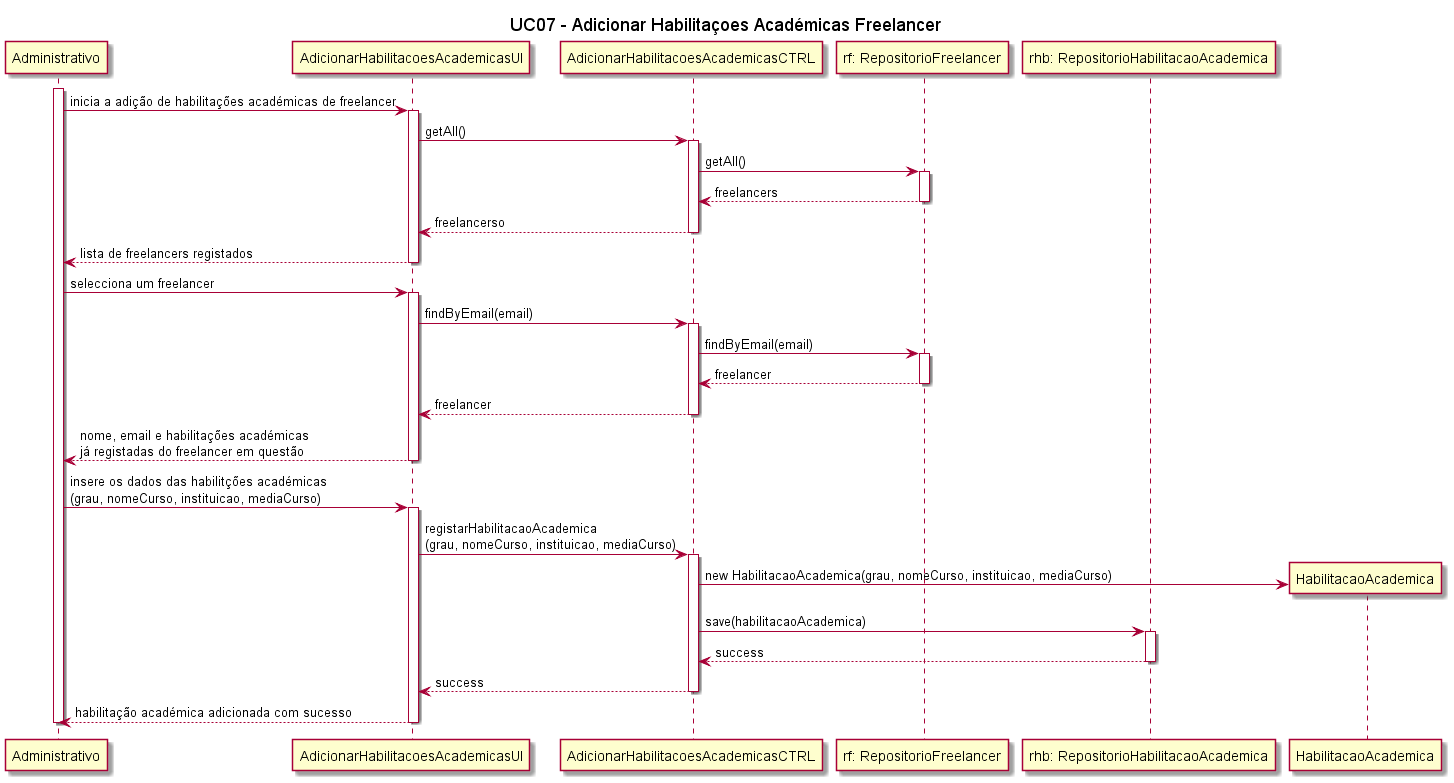 UC07 - Adicionar Habilitaçoes Académicas Freelancer
Administrativo
AdicionarHabilitacoesAcademicasUI
AdicionarHabilitacoesAcademicasCTRL
rf: RepositorioFreelancer
rhb: RepositorioHabilitacaoAcademica
inicia a adição de habilitações académicas de freelancer
getAll()
getAll()
freelancers
freelancerso
lista de freelancers registados
selecciona um freelancer
findByEmail(email)
findByEmail(email)
freelancer
freelancer
nome, email e habilitações académicas
já registadas do freelancer em questão
insere os dados das habilitções académicas
(grau, nomeCurso, instituicao, mediaCurso)
registarHabilitacaoAcademica
(grau, nomeCurso, instituicao, mediaCurso)
new HabilitacaoAcademica(grau, nomeCurso, instituicao, mediaCurso)
HabilitacaoAcademica
save(habilitacaoAcademica)
success
success
habilitação académica adicionada com sucesso
Administrativo
AdicionarHabilitacoesAcademicasUI
AdicionarHabilitacoesAcademicasCTRL
rf: RepositorioFreelancer
rhb: RepositorioHabilitacaoAcademica
HabilitacaoAcademica